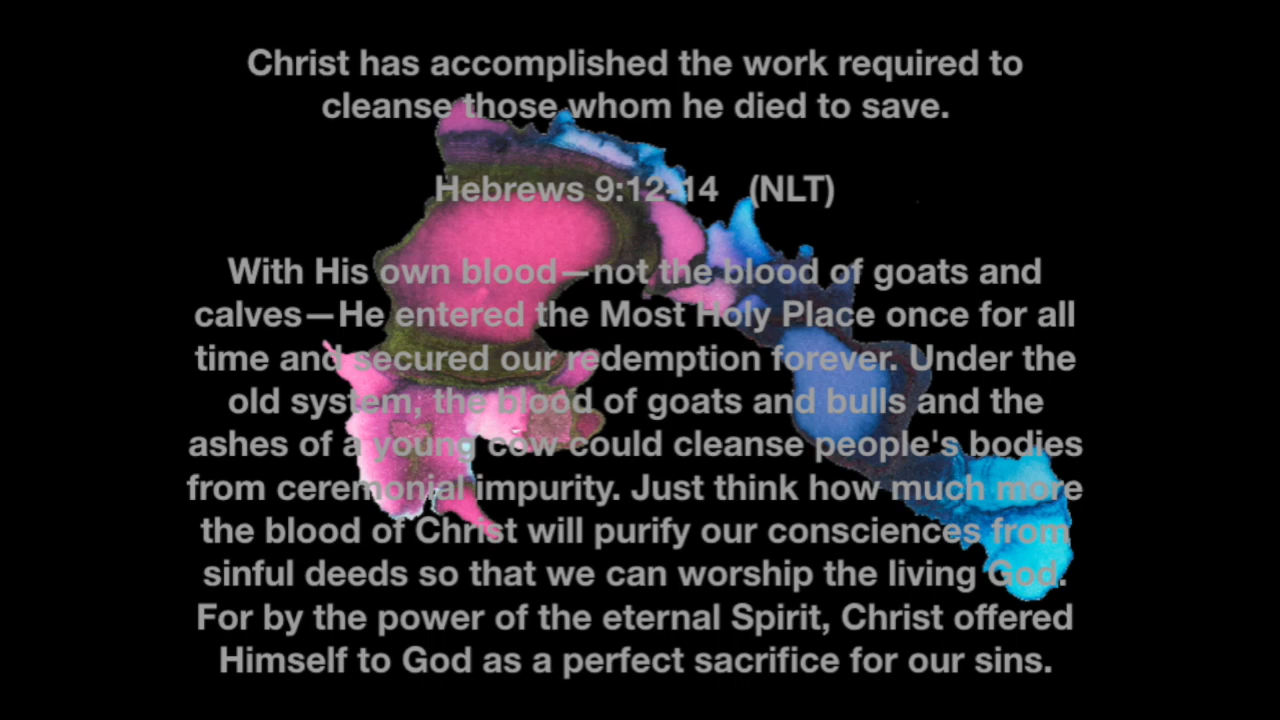 Christ has accomplished the work required to
cleanse those whom he died to save.
Hebrews 9:12-14 (NLT)
With His own blood—not the blood of goats and
calves—He entered the Most Holy Place once for all
time and secured our redemption forever. Under the
old system, the blood of goats and bulls and the
ashes of a young cow could cleanse people's bodies
from ceremonial impurity. Just think how much more
the blood of Christ will purify our consciences from
sinful deeds so that we can worship the living God.
For by the power of the eternal Spirit, Christ offered
Himself to God as a perfect sacrifice for our sins.